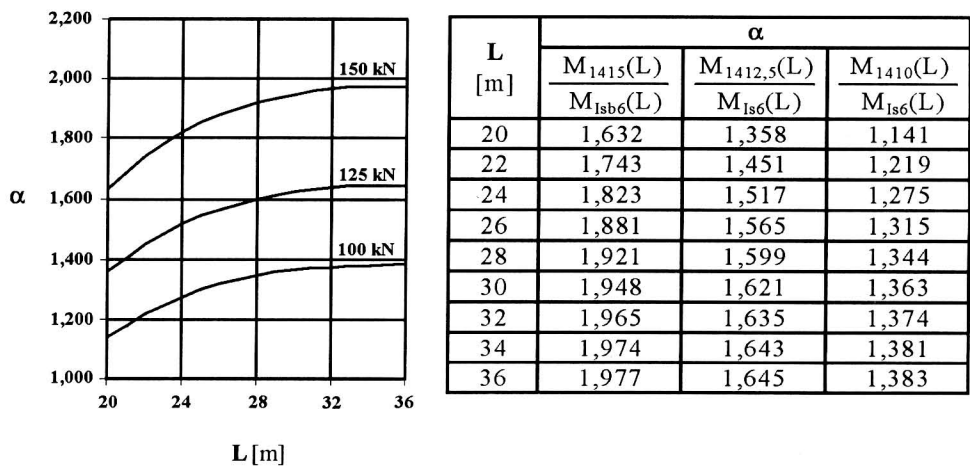 2,200
2,000
1,800
α
1,600
1,400
1,200
1,000
150 kN
125 kN
100 kN
20 24 28 32 36
L [m]
L
[m]
α
M1415(L)
MIsb6(L)
M1412,5(L)
MIs6(L)
M1410(L)
MIs6(L)
20 1,632 1,358 1,141
22 1,743 1,451 1,219
24 1,823 1,517 1,275
26 1,881 1,565 1,315
28 1,921 1,599 1,344
30 1,948 1,621 1,363
32 1,965 1,635 1,374
34 1,974 1,643 1,381
36 1,977 1,645 1,383